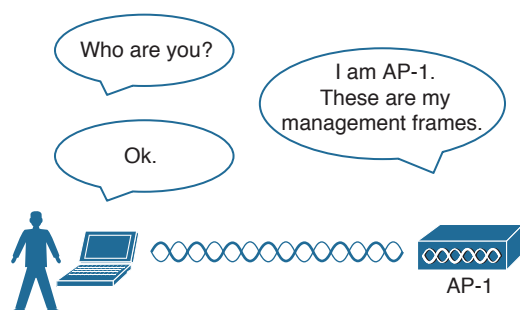 Who are you?
I am AP-1.
These are my
management frames.
Ok.
AP-1